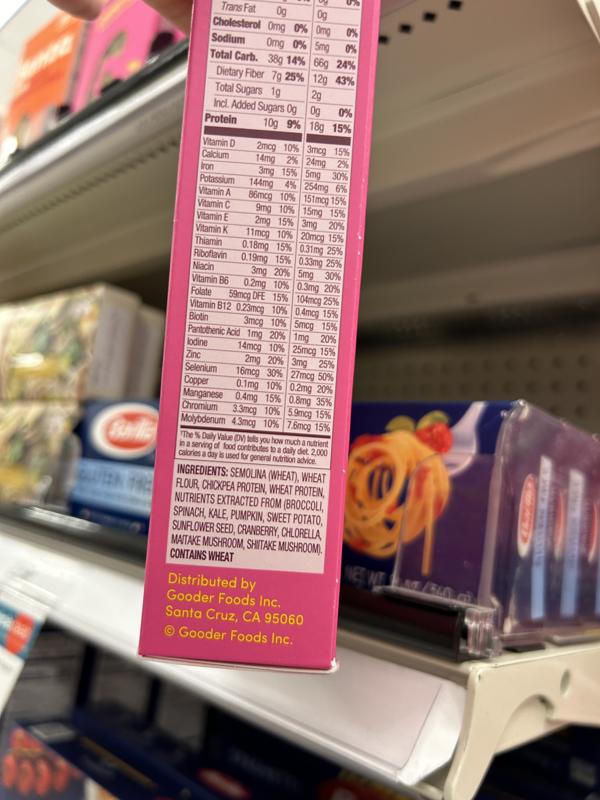 0%
Trans Fat 0g 0g
Cholesterol 0mg 0% 0mg 0%
Sodium 0mg 0% 5mg 0%
Total Carb. 38g 14% 66g 24%
Dietary Fiber 7g 25% 12g 43%
Total Sugars 1g 2g
Incl. Added Sugars 0g 0g 0%
Protein 10g 9% 18g 15%
Vitamin D 2mcg 10% 3mcg 15%
Calcium 14mg 2% 24mg 2%
Iron 3mg 15% 5mg 30%
Potassium 144mg 4% 254mg 6%
Vitamin A 86mcg 10% 151mcg 15%
Vitamin C 9mg 10% 15mg 15%
Vitamin E 2mg 15% 3mg 20%
Vitamin K 11mcg 10% 20mcg 15%
Thiamin 0.18mg 15% 0.31mg 25%
Riboflavin 0.19mg 15% 0.33mg 25%
Niacin 3mg 20% 5mg 30%
Vitamin B6 0.2mg 10% 0.3mg 20%
Folate 59mcg DFE 15% 104mcg 25%
Vitamin B12 0.23mcg 10% 0.4mcg 15%
Biotin 3mcg 10% 5mcg 15%
Pantothenic Acid 1mg 20% 1mg 20%
Iodine 14mcg 10% 25mcg 15%
Zinc 2mg 20% 3mg 25%
Selenium 16mcg 30% 27mcg 50%
Copper 0.1mg 10% 0.2mg 20%
Manganese 0.4mg 15% 0.8mg 35%
Chromium 3.3mcg 10% 5.9mcg 15%
Molybdenum 4.3mcg 10% 7.6mcg 15%
*The % Daily Value (DV) tells you how much a nutrient
in a serving of food contributes to a daily diet. 2,000
calories a day is used for general nutrition advice.
INGREDIENTS: SEMOLINA (WHEAT), WHEAT
FLOUR, CHICKPEA PROTEIN, WHEAT PROTEIN,
NUTRIENTS EXTRACTED FROM (BROCCOLI,
SPINACH, KALE, PUMPKIN, SWEET POTATO,
SUNFLOWER SEED, CRANBERRY, CHLORELLA,
MAITAKE MUSHROOM, SHIITAKE MUSHROOM).
CONTAINS WHEAT
Distributed by
Gooder Foods Inc.
Santa Cruz, CA 95060
© Gooder Foods Inc.
Barilla
GLUTEN FREE
NET WT